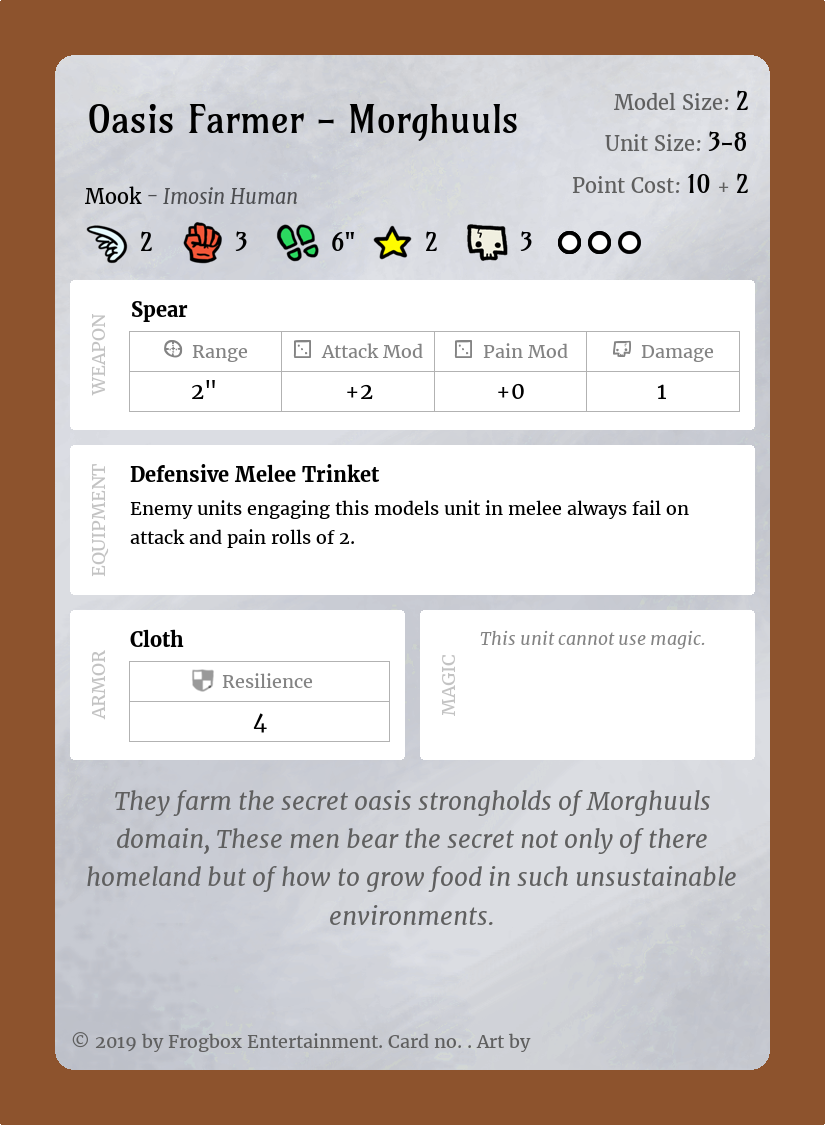 Oasis Farmer - Morghuuls
Model Size: 2
Unit Size: 3-8
Point Cost: 10 + 2
Mook - Imosin Human
2 3 6" 2 3
WEAPON
Spear
Range Attack Mod Pain Mod Damage
2" +2 +0 1
EQUIPMENT
Defensive Melee Trinket
Enemy units engaging this models unit in melee always fail on
attack and pain rolls of 2.
ARMOR
Cloth
Resilience
4
MAGIC
This unit cannot use magic.
They farm the secret oasis strongholds of Morghuuls
domain, These men bear the secret not only of there
homeland but of how to grow food in such unsustainable
environments.
© 2019 by Frogbox Entertainment. Card no. . Art by